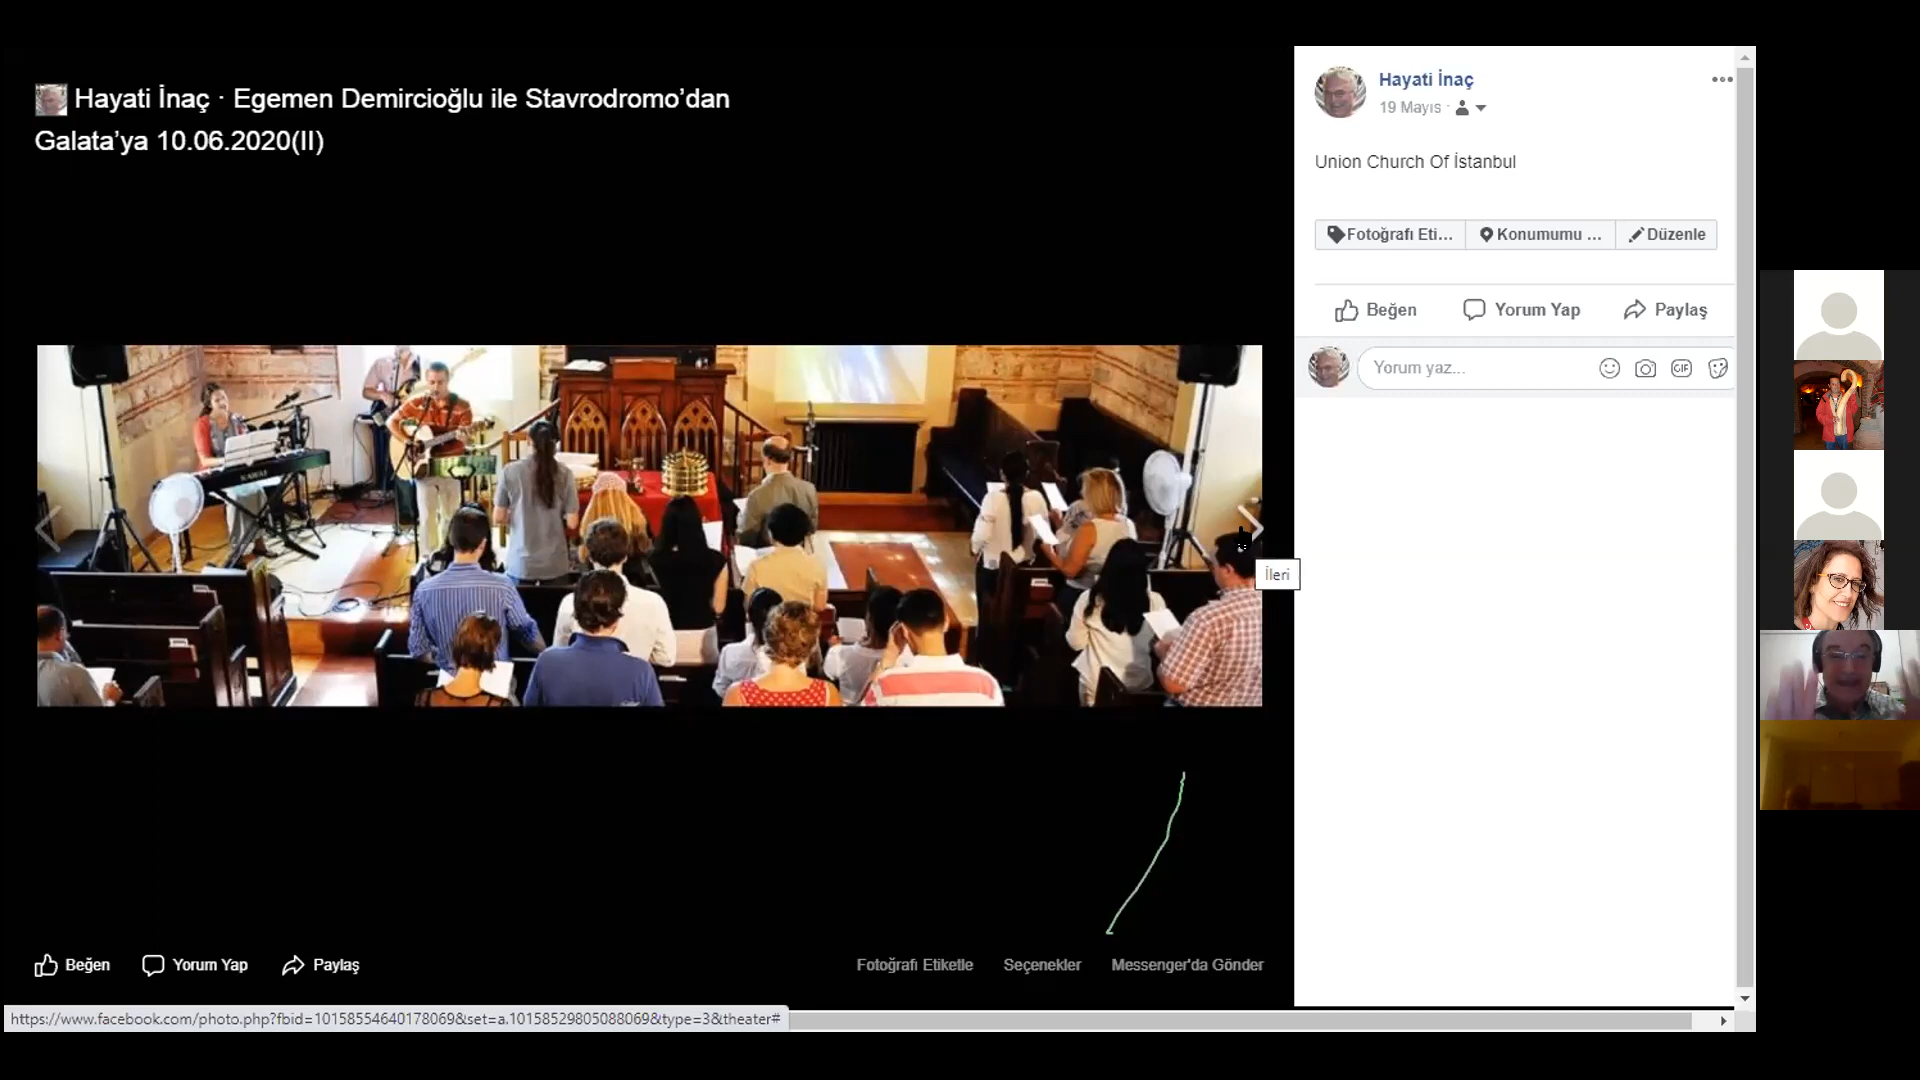 Hayati İnaç · Egemen Demircioğlu ile Stavrodromo’dan
Galata’ya 10.06.2020(II)
Hayati İnaç
19 Mayıs ·
Union Church Of İstanbul
Fotoğrafı Eti...
Konumumu ...
Düzenle
Beğen
Yorum Yap
Paylaş
Yorum yaz...
GIF
KAWAI
İleri
Beğen
Yorum Yap
Paylaş
Fotoğrafı Etiketle
Seçenekler
Messenger'da Gönder
https://www.facebook.com/photo.php?fbid=10158554640178069&set=a.10158529805088069&type=3&theater#